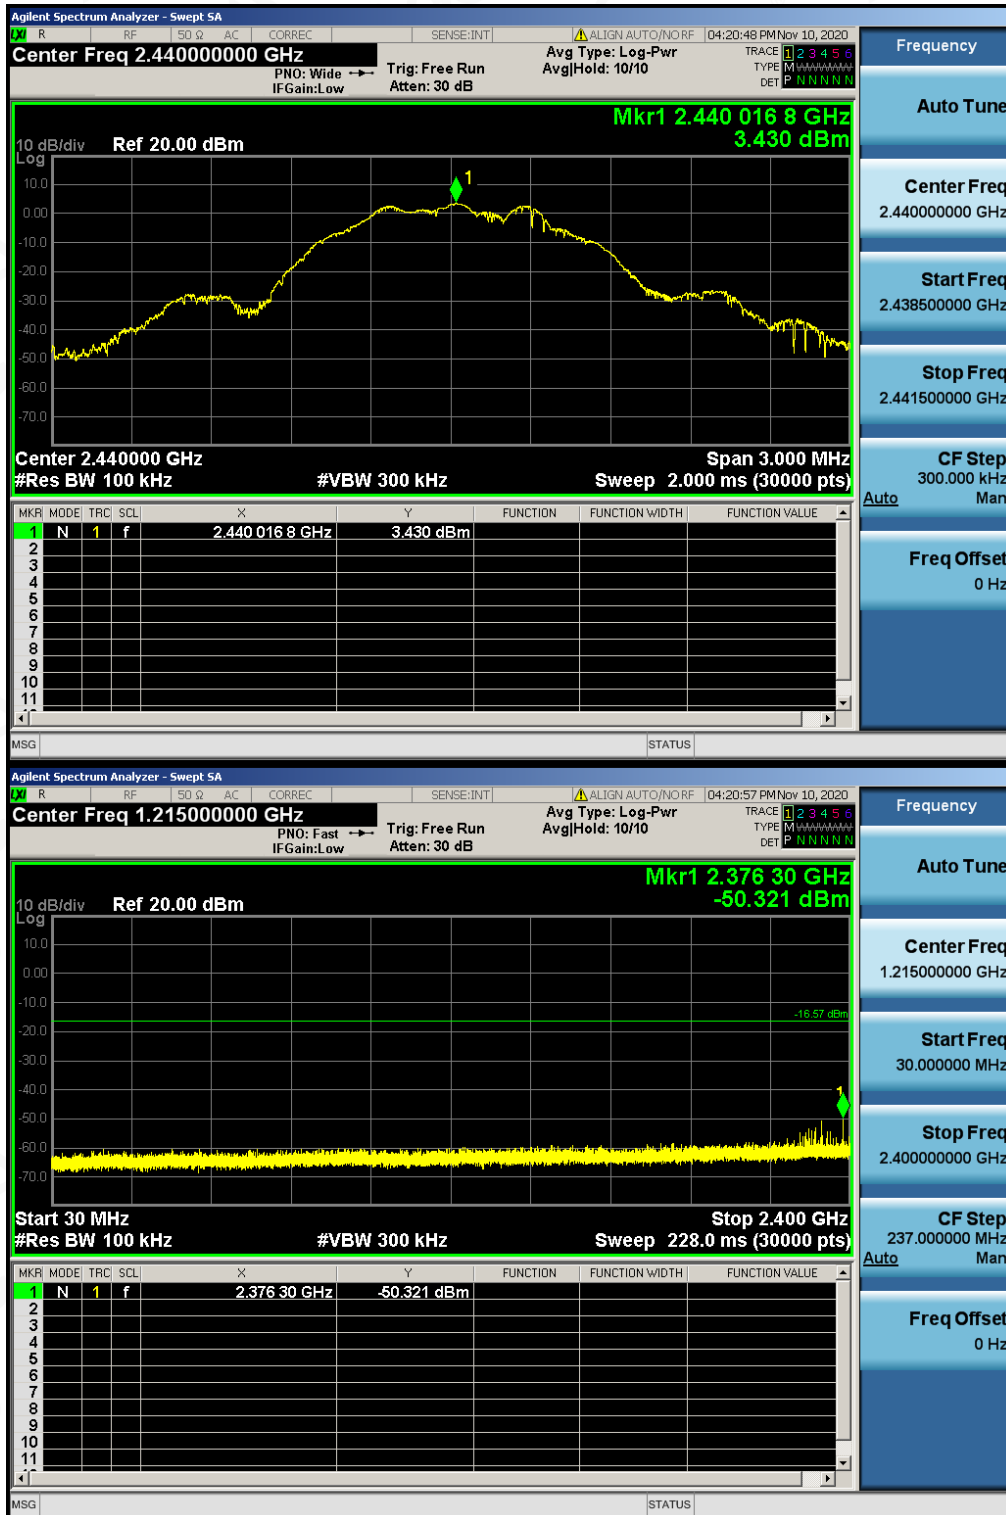 Agilent Spectrum Analyzer - Swept SA
LXI R RF 50 Ω AC CORREC SENSE:INT ALIGN AUTO/NO RF 04:20:48 PM Nov 10, 2020
Center Freq 2.440000000 GHz
PNO: Wide
IFGain:Low
Trig: Free Run
Atten: 30 dB
Avg Type: Log-Pwr
Avg|Hold: 10/10
TRACE 1 2 3 4 5 6
TYPE M WWWWW
DET P N N N N N
Mkr1 2.440 016 8 GHz
3.430 dBm
10 dB/div Ref 20.00 dBm
Log
10.0
0.00
-10.0
-20.0
-30.0
-40.0
-50.0
-60.0
-70.0
1
Center 2.440000 GHz Span 3.000 MHz
#Res BW 100 kHz #VBW 300 kHz Sweep 2.000 ms (30000 pts)
MKR MODE TRC SCL X Y FUNCTION FUNCTION WIDTH FUNCTION VALUE
1 N 1 f 2.440 016 8 GHz 3.430 dBm
2
3
4
5
6
7
8
9
10
11
MSG STATUS
Frequency
Auto Tune
Center Freq
2.440000000 GHz
Start Freq
2.438500000 GHz
Stop Freq
2.441500000 GHz
CF Step
300.000 kHz
Auto Man
Freq Offset
0 Hz
Agilent Spectrum Analyzer - Swept SA
LXI R RF 50 Ω AC CORREC SENSE:INT ALIGN AUTO/NO RF 04:20:57 PM Nov 10, 2020
Center Freq 1.215000000 GHz
PNO: Fast
IFGain:Low
Trig: Free Run
Atten: 30 dB
Avg Type: Log-Pwr
Avg|Hold: 10/10
TRACE 1 2 3 4 5 6
TYPE M WWWWW
DET P N N N N N
Mkr1 2.376 30 GHz
-50.321 dBm
10 dB/div Ref 20.00 dBm
Log
10.0
0.00
-10.0
-20.0
-30.0
-40.0
-50.0
-60.0
-70.0
-16.57 dBm
1
Start 30 MHz Stop 2.400 GHz
#Res BW 100 kHz #VBW 300 kHz Sweep 228.0 ms (30000 pts)
MKR MODE TRC SCL X Y FUNCTION FUNCTION WIDTH FUNCTION VALUE
1 N 1 f 2.376 30 GHz -50.321 dBm
2
3
4
5
6
7
8
9
10
11
MSG STATUS
Frequency
Auto Tune
Center Freq
1.215000000 GHz
Start Freq
30.000000 MHz
Stop Freq
2.400000000 GHz
CF Step
237.000000 MHz
Auto Man
Freq Offset
0 Hz